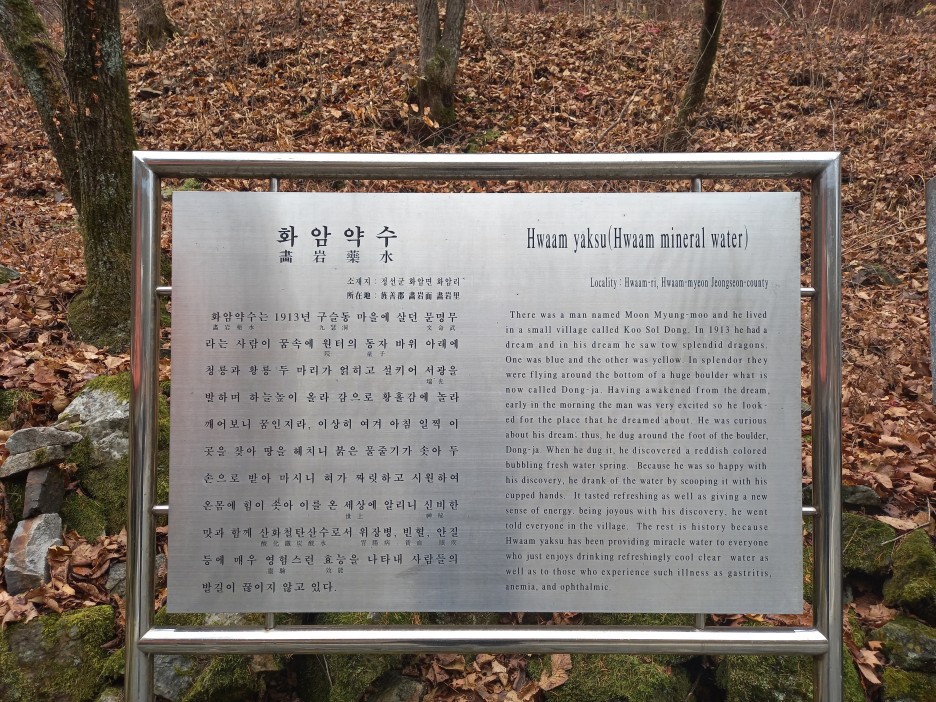 화암약수
畵岩藥水
소재지 : 정선군 화암면 화암리
所在地 : 旌善郡 畵岩面 畵岩里
화암약수는 1913년 구슬동 마을에 살던 문명무
畵岩藥水 九瑟洞 文命武
라는 사람이 꿈속에 원터의 동자 바위 아래에
院 童子
청룡과 황룡 두 마리가 얽히고 설키어 서광을
瑞光
발하며 하늘높이 올라 감으로 황홀감에 놀라
깨어보니 꿈인지라, 이상히 여겨 아침 일찍 이
곳을 찾아 땅을 헤치니 붉은 물줄기가 솟아 두
손으로 받아 마시니 혀가 짜릿하고 시원하여
온몸에 힘이 솟아 이를 온 세상에 알리니 신비한
맛과 함께 산화철탄산수로서 위장병, 빈혈, 안질
등에 매우 영험스런 효능을 나타내 사람들의
靈驗 效能
발길이 끊이지 않고 있다.
Hwaam yaksu(Hwaam mineral water)
Locality : Hwaam-ri, Hwaam-myeon Jeongseon-county
There was a man named Moon Myung-moo and he lived
in a small village called Koo Sol Dong. In 1913 he had a
dream and in his dream he saw tow splendid dragons.
One was blue and the other was yellow. In splendor they
were flying around the bottom of a huge boulder what is
now called Dong-ja. Having awakened from the dream,
early in the morning the man was very excited so he look-
ed for the place that he dreamed about. He was curious
about his dream; thus, he dug around the foot of the boulder,
Dong-ja. When he dug it, he discovered a reddish colored
bubbling fresh water spring. Because he was so happy with
his discovery, he drank of the water by scooping it with his
cupped hands. It tasted refreshing as well as giving a new
sense of energy. being joyous with his discovery, he went
told everyone in the village. The rest is history because
Hwaam yaksu has been providing miracle water to everyone
who just enjoys drinking refreshingly cool clear water as
well as to those who experience such illness as gastritis,
anemia, and ophthalmic.